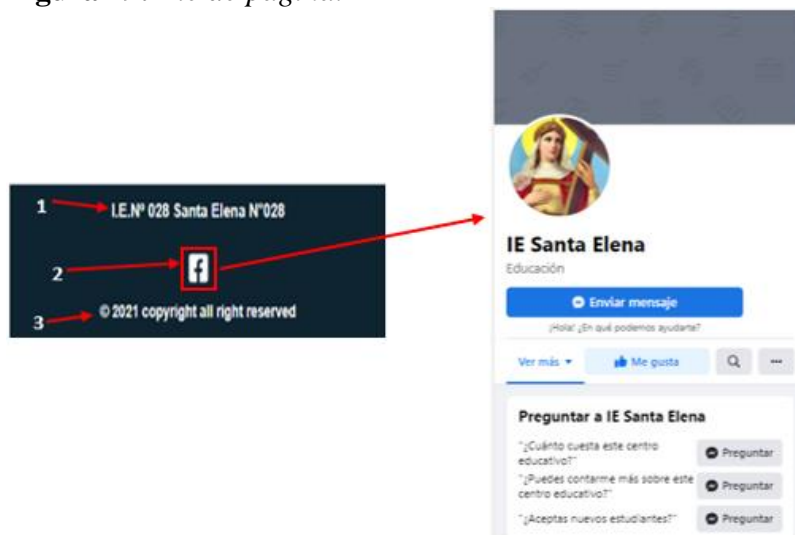 1
I.E.Nº 028 Santa Elena N°028
2
3
© 2021 copyright all right reserved
IE Santa Elena
Educación
Enviar mensaje
¡Hola! ¿En qué podemos ayudarte?
Ver más
Me gusta
Preguntar a IE Santa Elena
"¿Cuánto cuesta este centro
educativo?"
Preguntar
"¿Puedes contarme más sobre este
centro educativo?"
Preguntar
"¿Aceptas nuevos estudiantes?"
Preguntar